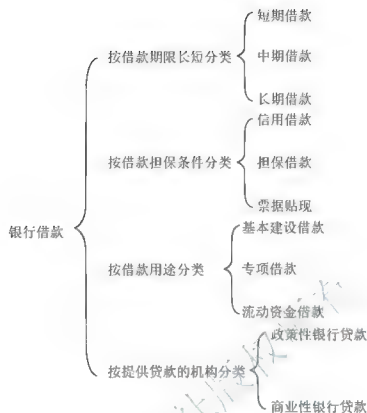 银行借款
按借款期限长短分类
短期借款
中期借款
长期借款
按借款担保条件分类
信用借款
担保借款
票据贴现
按借款用途分类
基本建设借款
专项借款
流动资金借款
按提供贷款的机构分类
政策性银行贷款
商业性银行贷款